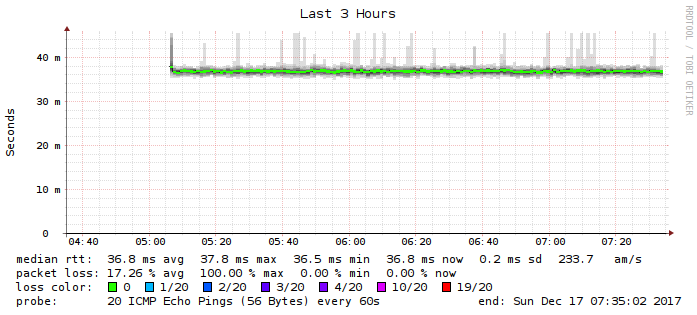 Last 3 Hours
RRDTOOL / TOBI OETIKER
Seconds
40 m
30 m
20 m
10 m
0
04:40 05:00 05:20 05:40 06:00 06:20 06:40 07:00 07:20
median rtt: 36.8 ms avg 37.8 ms max 36.5 ms min 36.8 ms now 0.2 ms sd 233.7 am/s
packet loss: 17.26 % avg 100.00 % max 0.00 % min 0.00 % now
loss color: 0 1/20 2/20 3/20 4/20 10/20 19/20
probe: 20 ICMP Echo Pings (56 Bytes) every 60s end: Sun Dec 17 07:35:02 2017